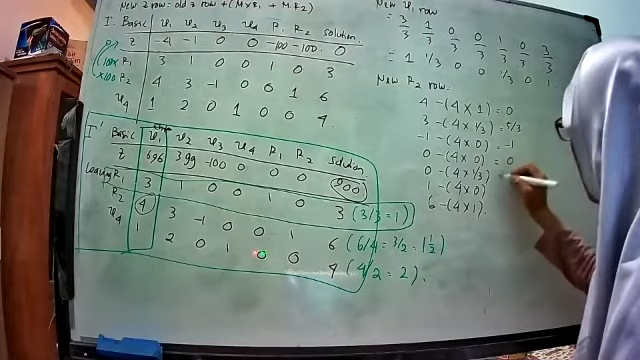 New z row: old z row + (M x R1 + M x R2)
I. Basic x1 x2 x3 x4 R1 R2 solution
z -4 -1 0 0 -100 -100 0
100x R1 3 1 0 0 1 0 3
x100 R2 4 3 -1 0 0 1 6
x4 1 2 0 1 0 0 4
I' Basic x1 x2 x3 x4 R1 R2 solution
z 696 399 -100 0 0 0 900
leaving R1 3 1 0 0 1 0 3 (3/3 = 1)
R2 4 3 -1 0 0 1 6 (6/4 = 3/2 = 1 1/2)
x4 1 2 0 1 0 0 4 (4/2 = 2).
New x1 row
= 3/3 1/3 0/3 0/3 1/3 0/3 3/3
= 1 1/3 0 0 1/3 0 1
New R2 row:
4 - (4 x 1) = 0
3 - (4 x 1/3) = 5/3
-1 - (4 x 0) = -1
0 - (4 x 0) = 0
0 - (4 x 1/3)
1 - (4 x 0)
6 - (4 x 1).